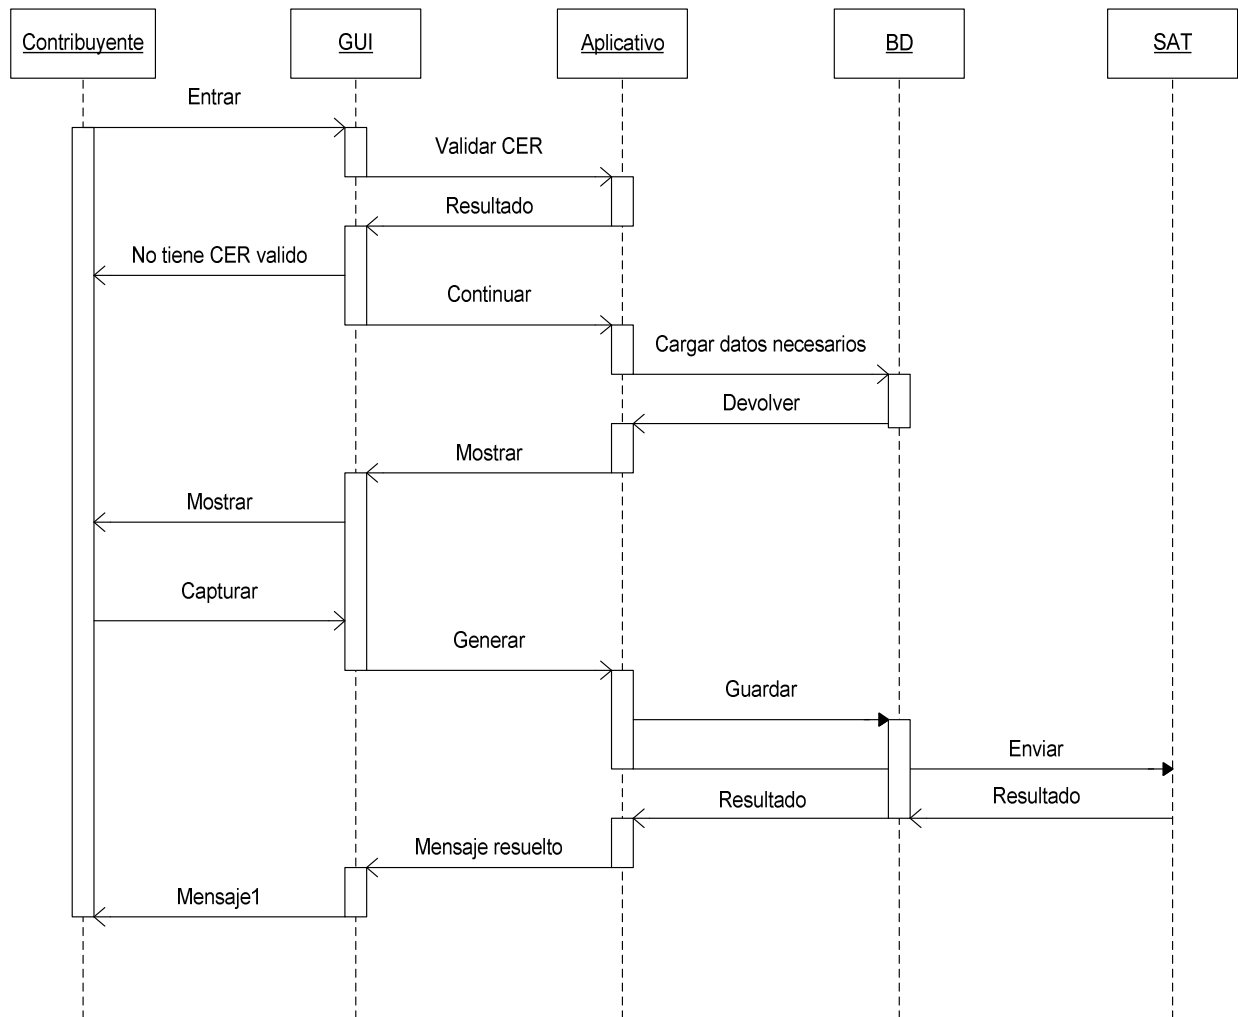 Contribuyente
GUI
Aplicativo
BD
SAT
Entrar
Validar CER
Resultado
No tiene CER valido
Continuar
Cargar datos necesarios
Devolver
Mostrar
Mostrar
Capturar
Generar
Guardar
Enviar
Resultado
Resultado
Mensaje resuelto
Mensaje1